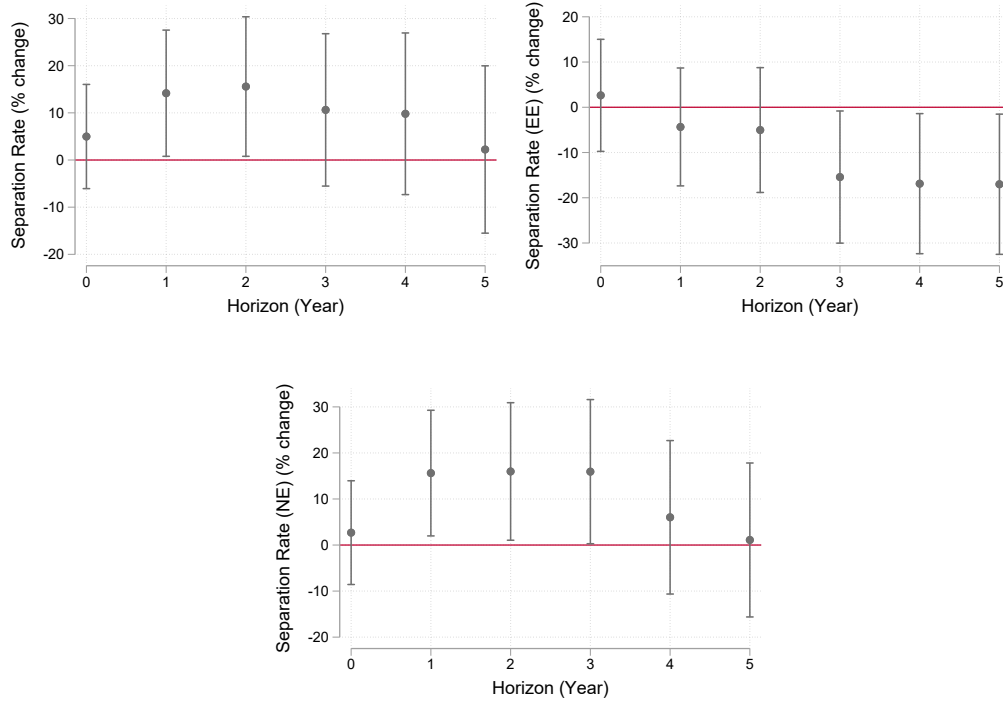 Separation Rate (% change)
30
20
10
0
-10
-20
0 1 2 3 4 5
Horizon (Year)
Separation Rate (EE) (% change)
20
10
0
-10
-20
-30
0 1 2 3 4 5
Horizon (Year)
Separation Rate (NE) (% change)
30
20
10
0
-10
-20
0 1 2 3 4 5
Horizon (Year)